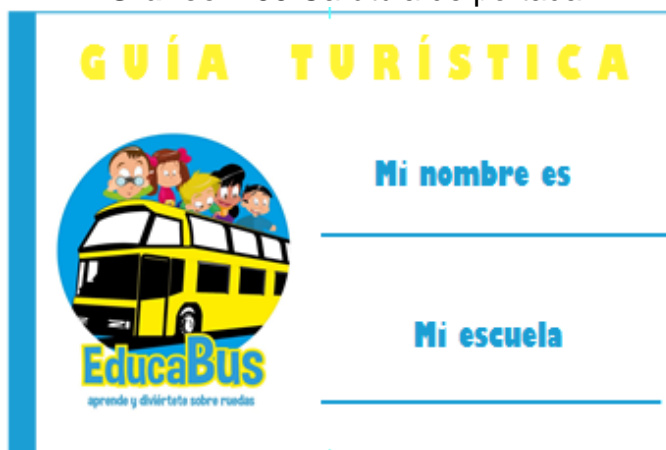 GUÍA TURÍSTICA
Mi nombre es
Mi escuela
EducaBus
aprende y diviértete sobre ruedas